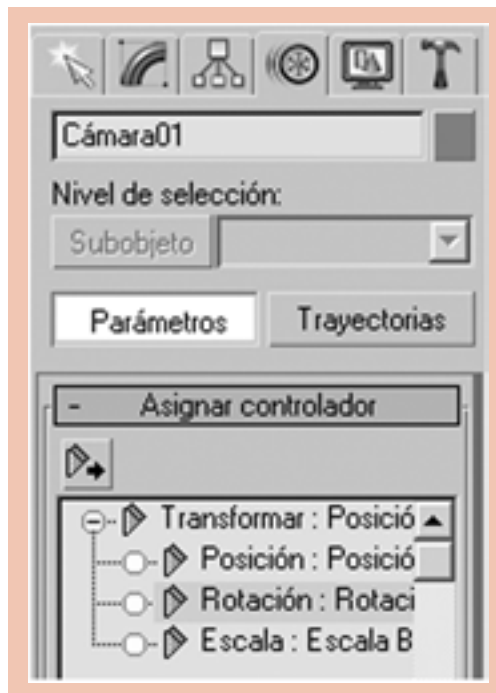 Cámara01
Nivel de selección:
Subobjeto
Parámetros Trayectorias
- Asignar controlador
Transformar : Posició
Posición : Posició
Rotación : Rotaci
Escala : Escala B